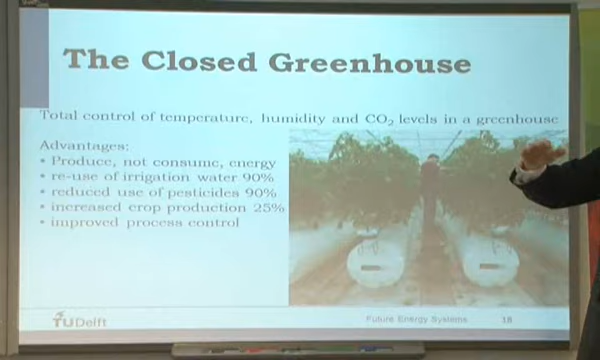 The Closed Greenhouse
Total control of temperature, humidity and CO₂ levels in a greenhouse
Advantages:
• Produce, not consume, energy
• re-use of irrigation water 90%
• reduced use of pesticides 90%
• increased crop production 25%
• improved process control
TUDelft
Future Energy Systems 18